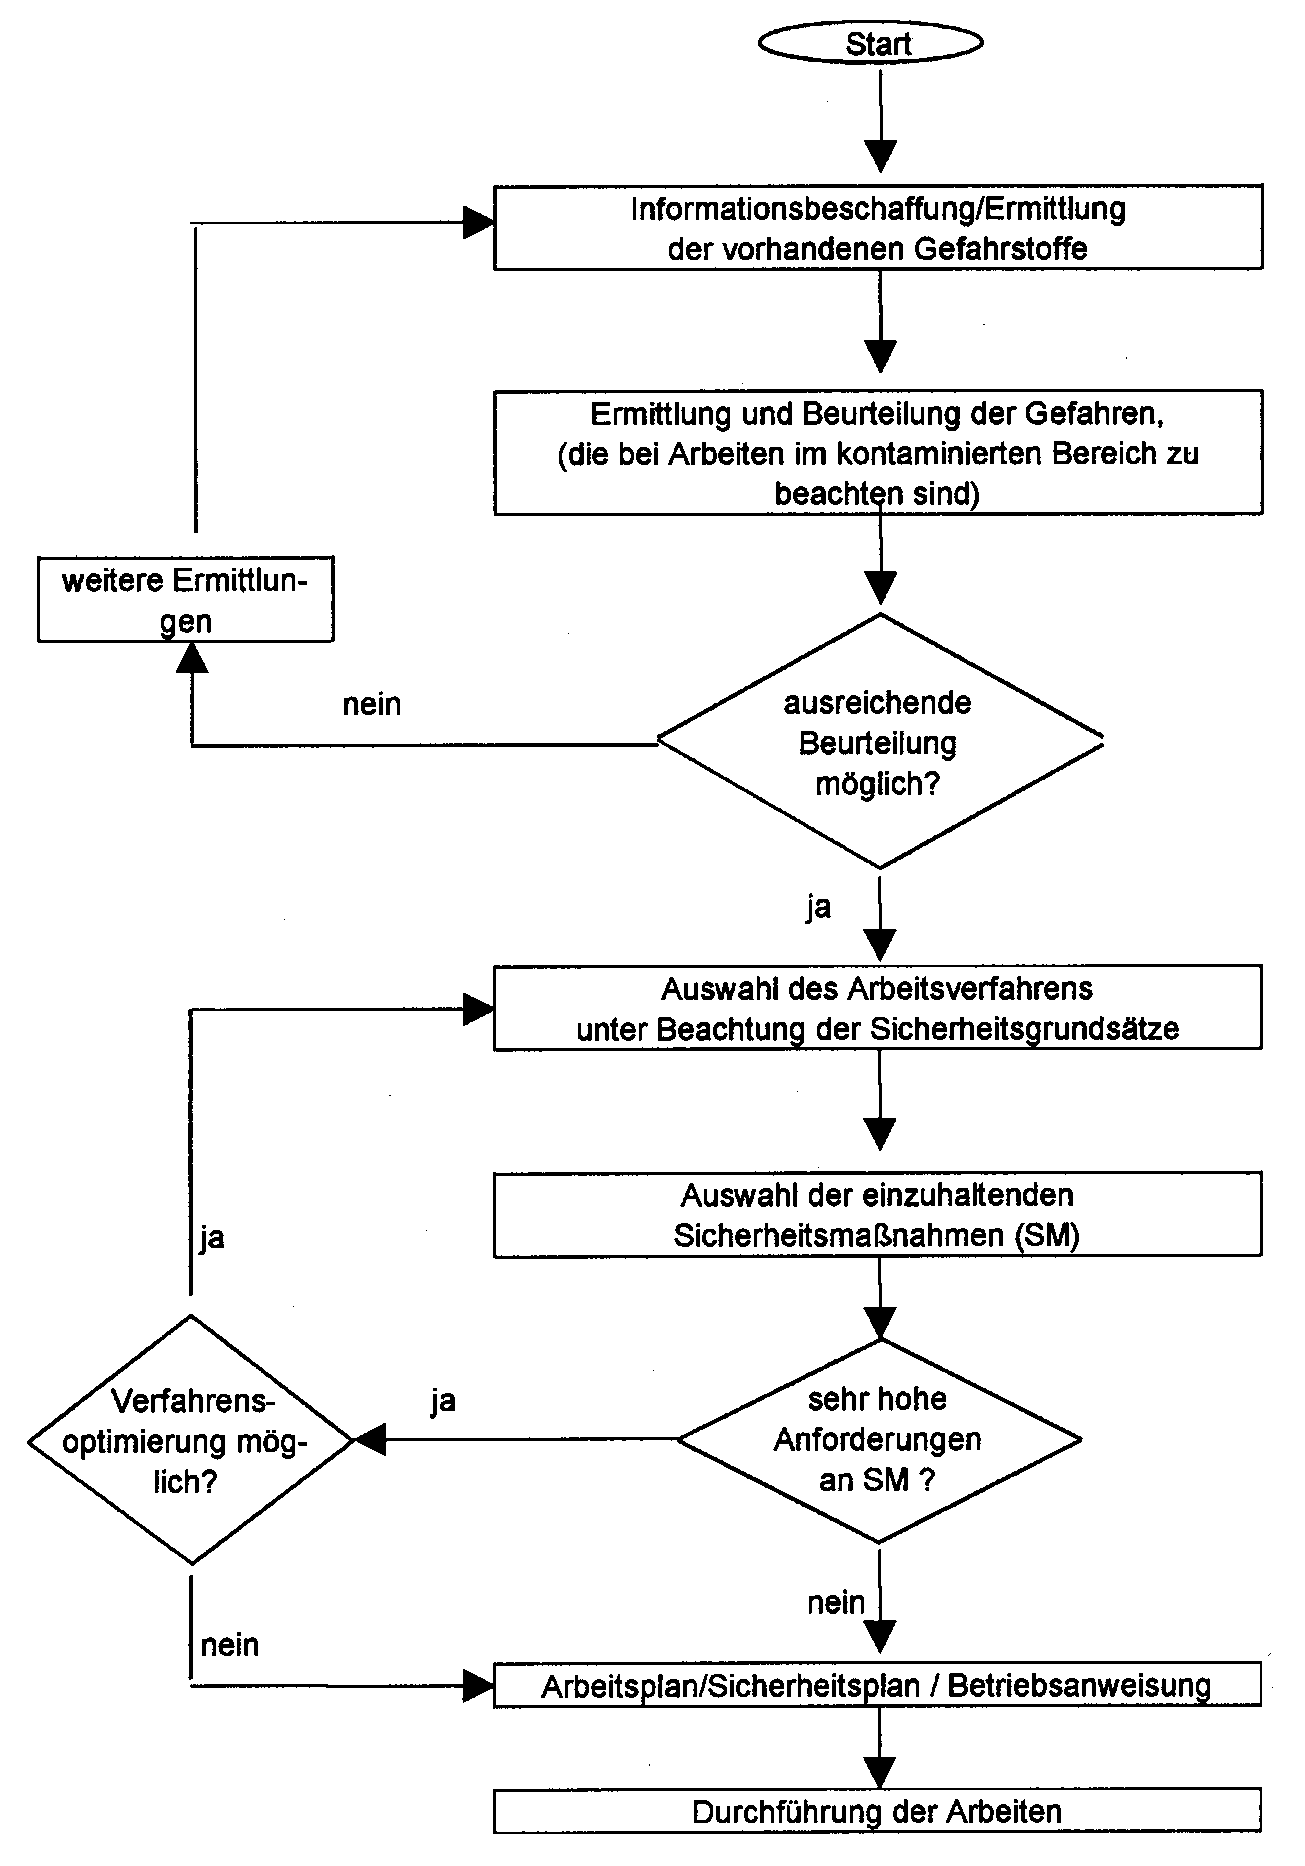 Start
Informationsbeschaffung/Ermittlung
der vorhandenen Gefahrstoffe
Ermittlung und Beurteilung der Gefahren,
(die bei Arbeiten im kontaminierten Bereich zu
beachten sind)
weitere Ermittlun-
gen
nein
ausreichende
Beurteilung
möglich?
ja
Auswahl des Arbeitsverfahrens
unter Beachtung der Sicherheitsgrundsätze
Auswahl der einzuhaltenden
Sicherheitsmaßnahmen (SM)
ja
Verfahrens-
optimierung mög-
lich?
ja
sehr hohe
Anforderungen
an SM ?
nein
nein
Arbeitsplan/Sicherheitsplan / Betriebsanweisung
Durchführung der Arbeiten